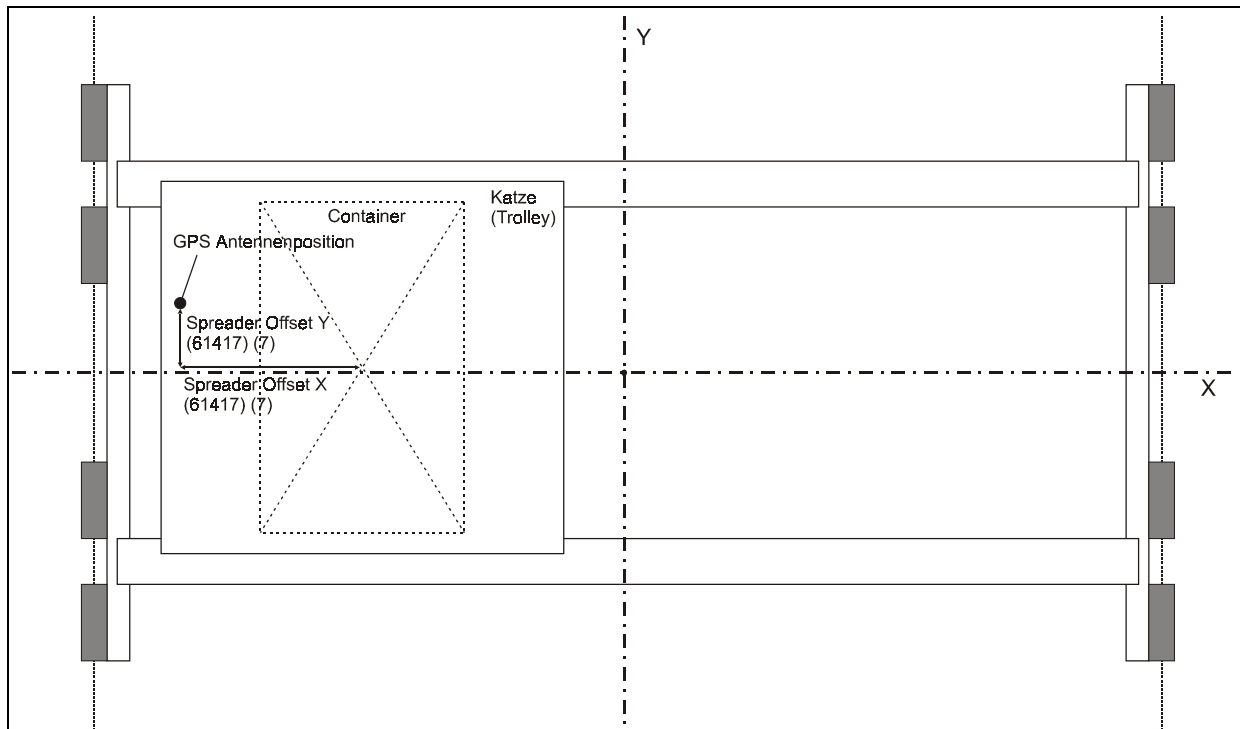 Y
Katze
(Trolley)
Container
GPS Antennenposition
Spreader Offset Y
(61417) (7)
Spreader Offset X
(61417) (7)
X